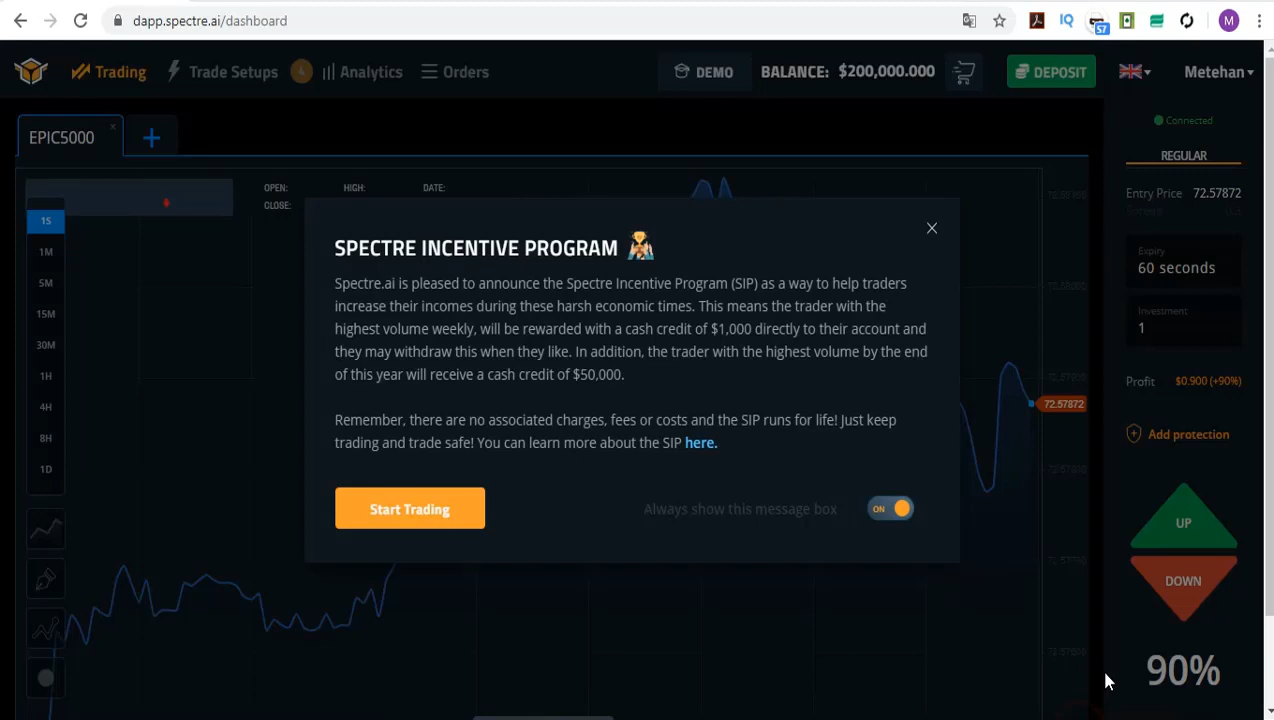 dapp.spectre.ai/dashboard
57
M
Trading
Trade Setups
4
Analytics
Orders
DEMO
BALANCE: $200,000.000
DEPOSIT
Metehan
EPIC5000
Connected
REGULAR
OPEN:
HIGH:
DATE:
CLOSE:
Entry Price 72.57872
1S
1M
5M
15M
30M
1H
4H
8H
1D
SPECTRE INCENTIVE PROGRAM
Spectre.ai is pleased to announce the Spectre Incentive Program (SIP) as a way to help traders
increase their incomes during these harsh economic times. This means the trader with the
highest volume weekly, will be rewarded with a cash credit of $1,000 directly to their account and
they may withdraw this when they like. In addition, the trader with the highest volume by the end
of this year will receive a cash credit of $50,000.
Remember, there are no associated charges, fees or costs and the SIP runs for life! Just keep
trading and trade safe! You can learn more about the SIP here.
Start Trading
Always show this message box
ON
Expiry
60 seconds
Investment
1
72.57872
Profit $0.900 (+90%)
Add protection
UP
DOWN
90%